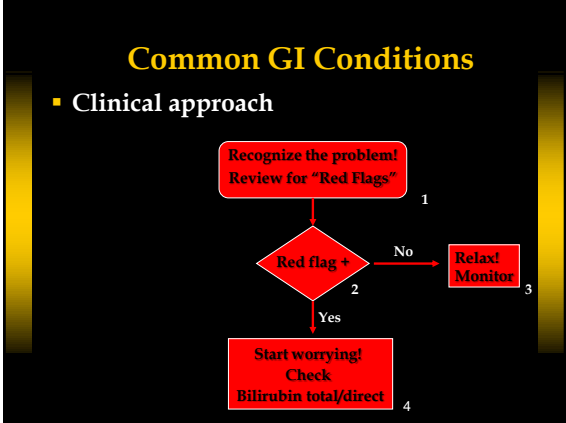 Common GI Conditions
▪ Clinical approach
Recognize the problem!
Review for “Red Flags”
1
Red flag +
2
No
Relax!
Monitor
3
Yes
Start worrying!
Check
Bilirubin total/direct
4